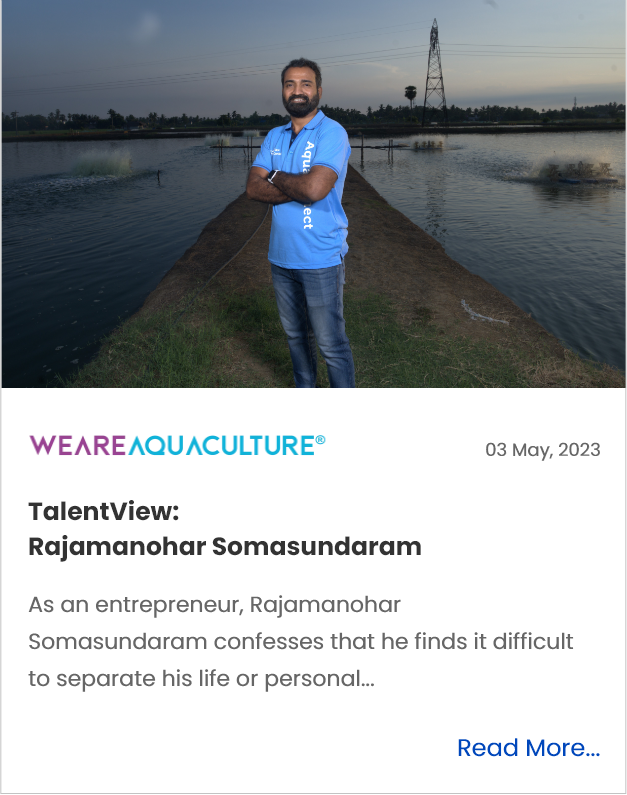 WEAREAQUACULTURE®
03 May, 2023
TalentView:
Rajamanohar Somasundaram
As an entrepreneur, Rajamanohar
Somasundaram confesses that he finds it difficult
to separate his life or personal...
Read More...